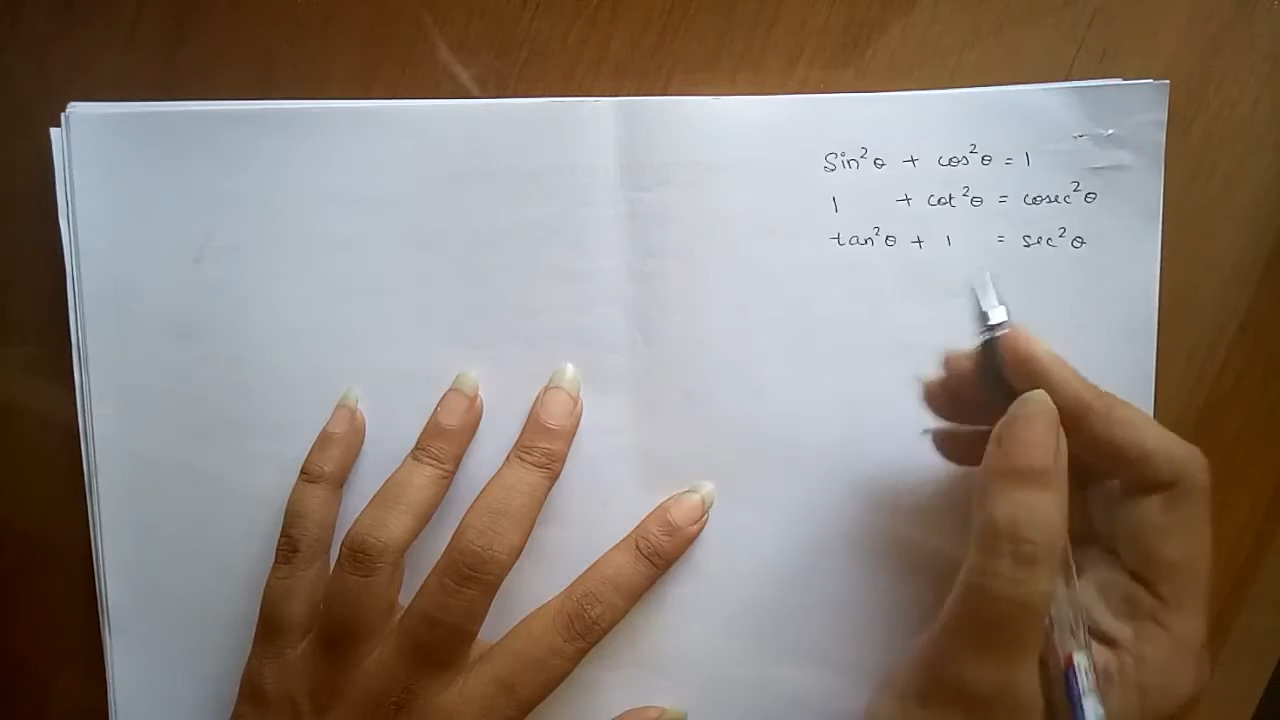 Sin²θ + cos²θ = 1
1 + cot²θ = cosec²θ
tan²θ + 1 = sec²θ